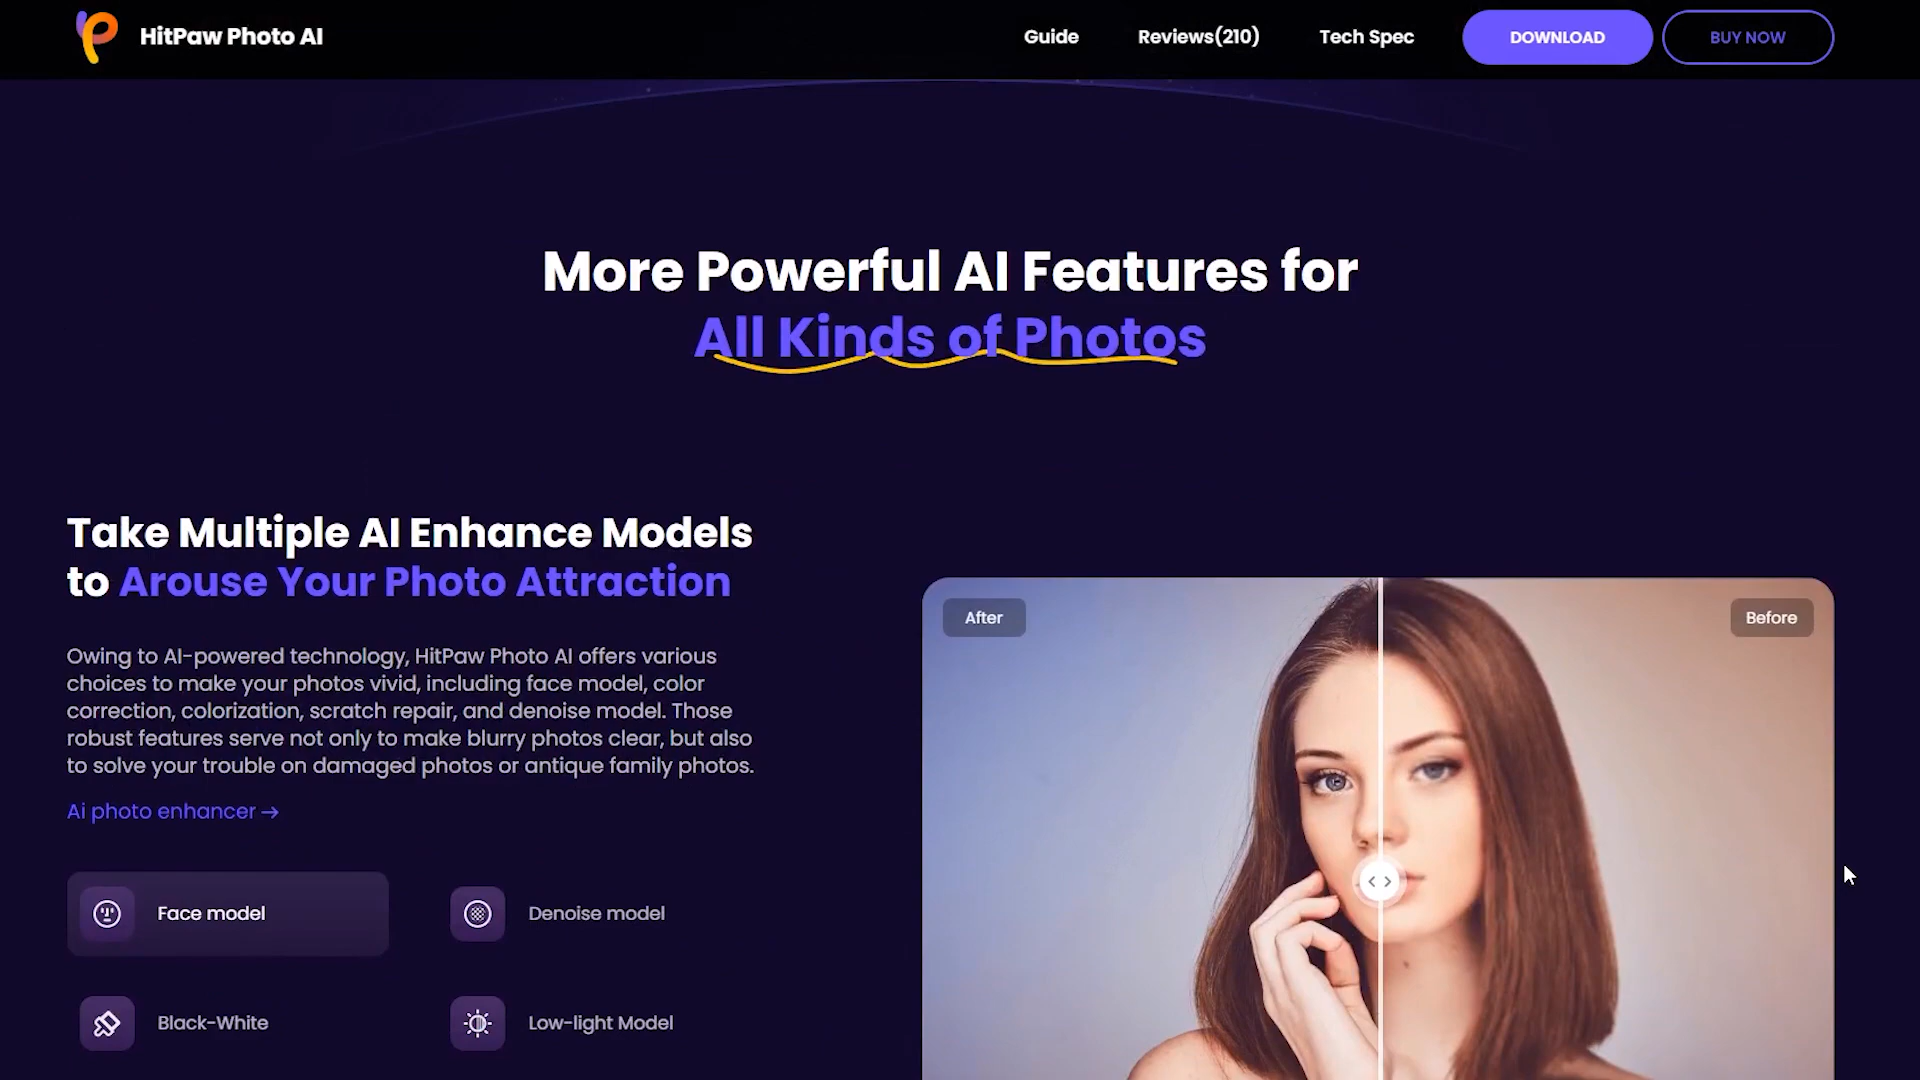 HitPaw Photo AI
Guide
Reviews(210)
Tech Spec
DOWNLOAD
BUY NOW
More Powerful AI Features for
All Kinds of Photos
Take Multiple AI Enhance Models
to Arouse Your Photo Attraction
Owing to AI-powered technology, HitPaw Photo AI offers various
choices to make your photos vivid, including face model, color
correction, colorization, scratch repair, and denoise model. Those
robust features serve not only to make blurry photos clear, but also
to solve your trouble on damaged photos or antique family photos.
Ai photo enhancer →
Face model
Denoise model
Black-White
Low-light Model
After
Before